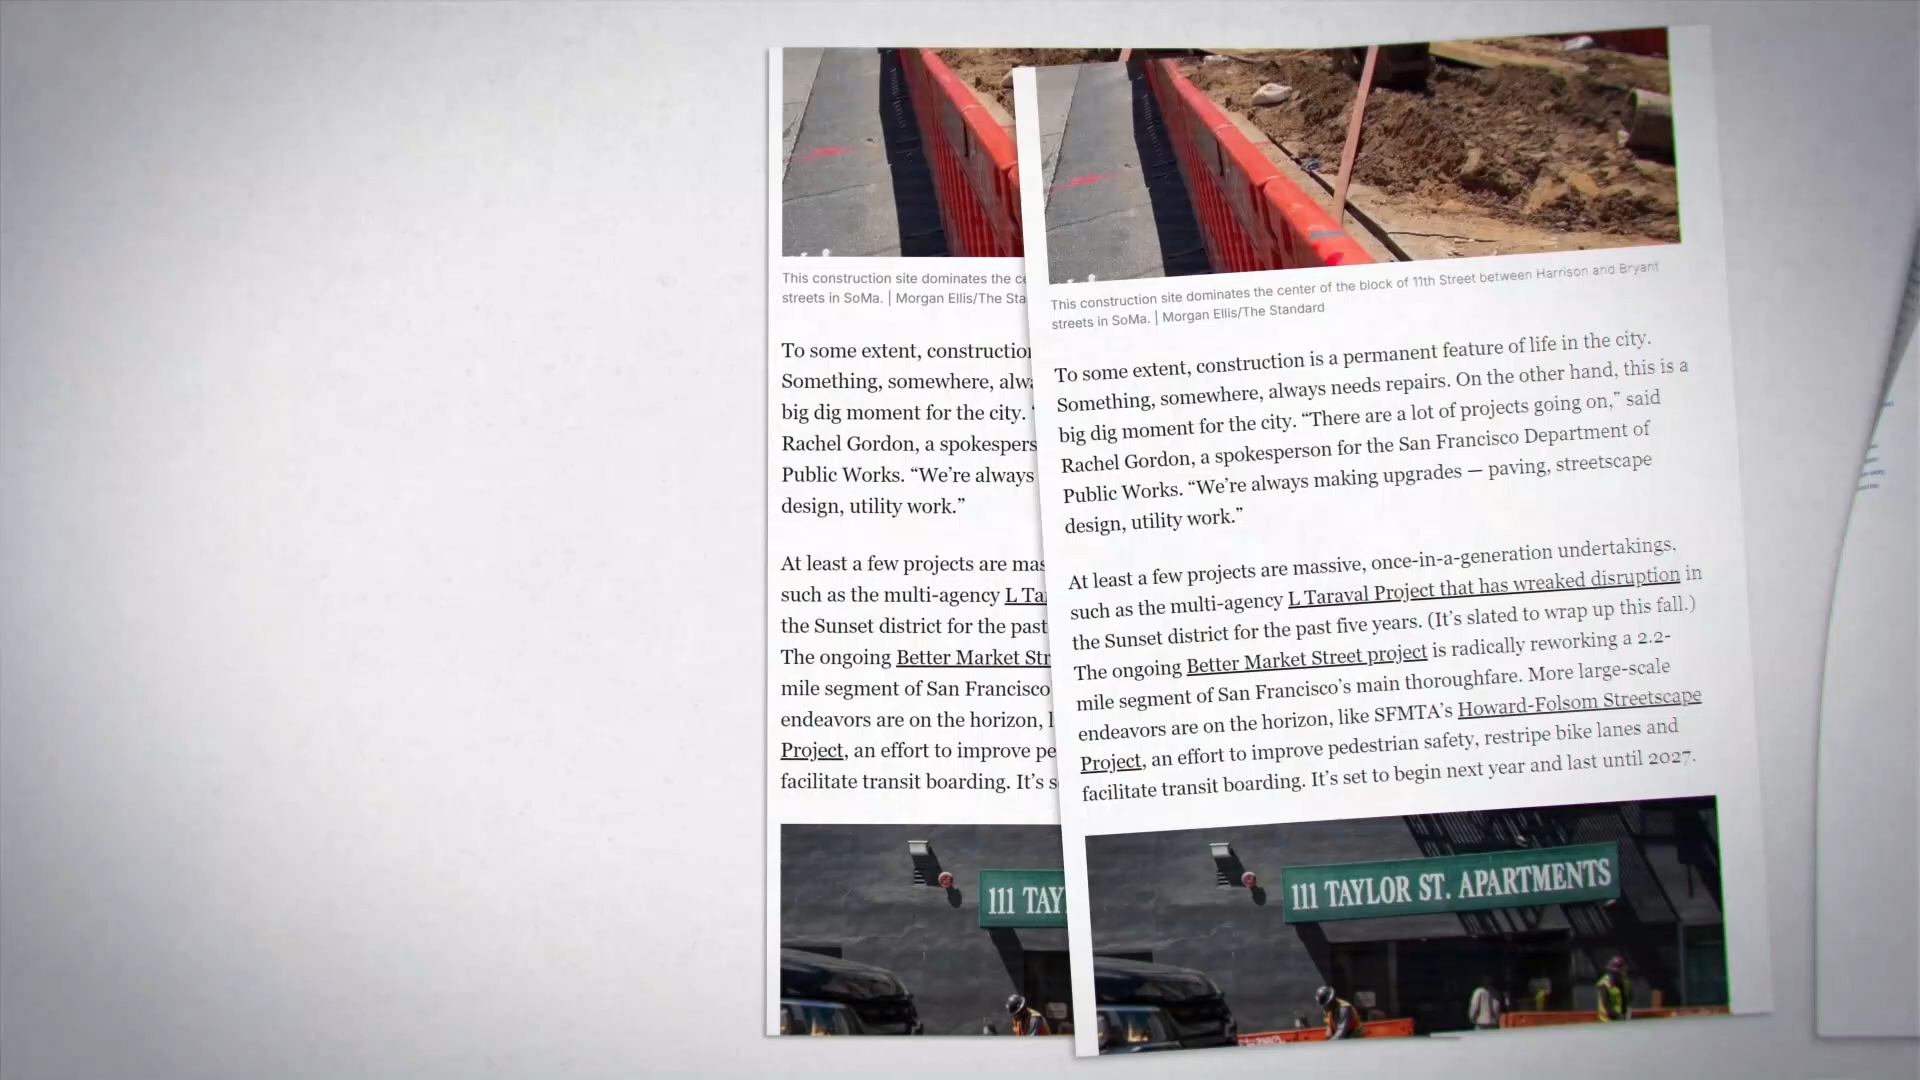 This construction site dominates the
streets in SoMa. | Morgan Ellis/The
To some extent, construction
Something, somewhere,
big dig moment for the city.
Rachel Gordon, a
Public Works. “We’re always
design, utility work.”
At least a few projects are
such as the multi-agency L
the Sunset district for the past
The ongoing Better Market
mile segment of San Francisco
endeavors are on the horizon,
Project, an effort to improve
facilitate transit boarding. It’s
111
This construction site dominates the center of the block of 11th Street between Harrison and Bryant
streets in SoMa. | Morgan Ellis/The Standard
To some extent, construction is a permanent feature of life in the city.
Something, somewhere, always needs repairs. On the other hand, this is a
big dig moment for the city. “There are a lot of projects going on,” said
Rachel Gordon, a spokesperson for the San Francisco Department of
Public Works. “We’re always making upgrades — paving, streetscape
design, utility work.”
At least a few projects are massive, once-in-a-generation undertakings,
such as the multi-agency L Taraval Project that has wreaked disruption in
the Sunset district for the past five years. (It’s slated to wrap up this fall.)
The ongoing Better Market Street project is radically reworking a 2.2-
mile segment of San Francisco’s main thoroughfare. More large-scale
endeavors are on the horizon, like SFMTA’s Howard-Folsom Streetscape
Project, an effort to improve pedestrian safety, restripe bike lanes and
facilitate transit boarding. It’s set to begin next year and last until 2027.
111 TAYLOR ST. APARTMENTS